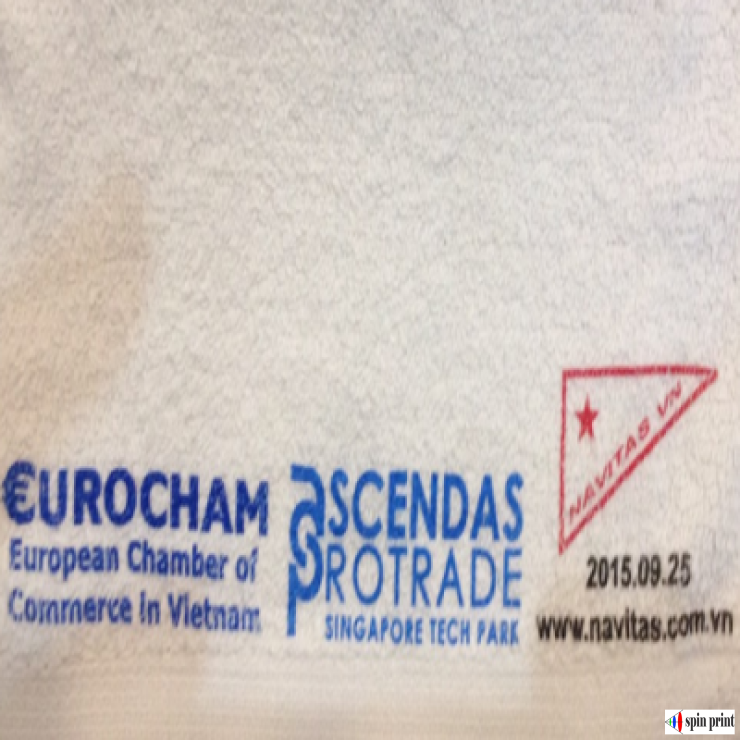 €UROCHAM
European Chamber of
Commerce in Vietnam
ASCENDAS
PROTRADE
SINGAPORE TECH PARK
NAVITAS VN
2015.09.25
www.navitas.com.vn
spin print